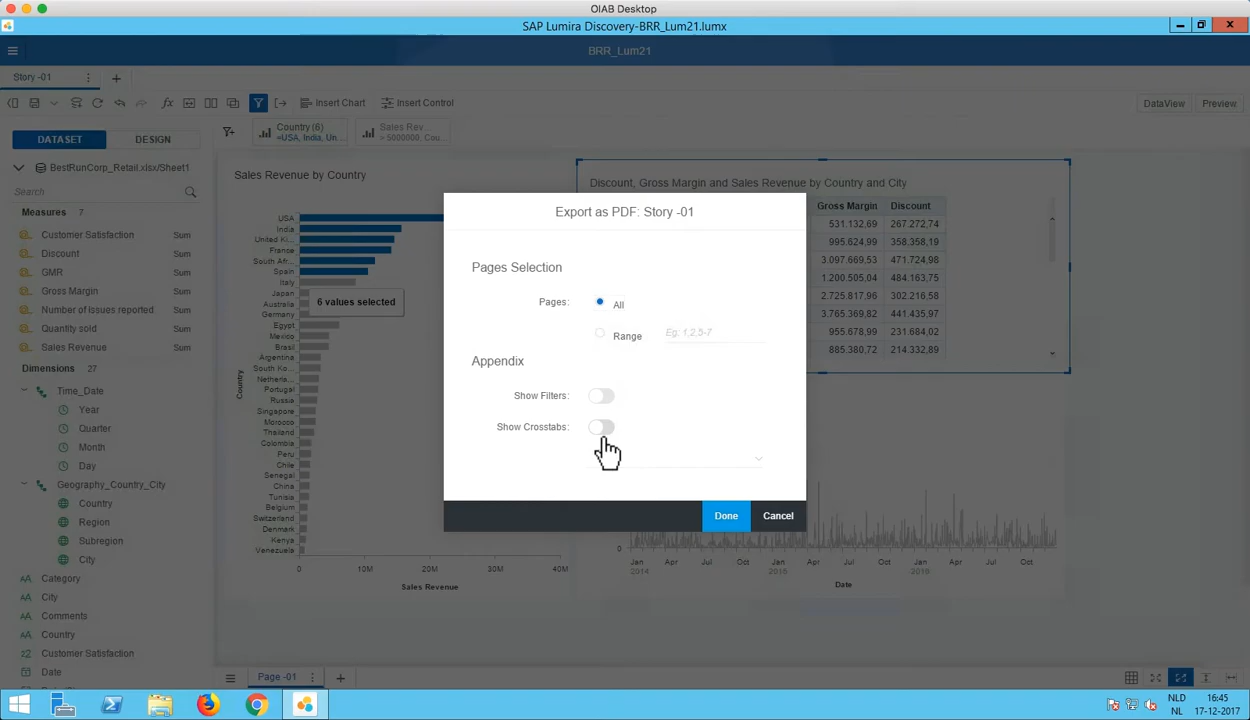 OIAB Desktop
SAP Lumira Discovery-BRR_Lum21.lumx
BRR_Lum21
Story -01
Insert Chart
Insert Control
DataView
Preview
DATASET
DESIGN
Country (6)
=USA, India, Un...
Sales Rev...
> 5000000, Cou...
BestRunCorp_Retail.xlsx/Sheet1
Search
Measures 7
Customer Satisfaction Sum
Discount Sum
GMR Sum
Gross Margin Sum
Number of Issues reported Sum
Quantity sold Sum
Sales Revenue Sum
Dimensions 27
Time_Date
Year
Quarter
Month
Day
Geography_Country_City
Country
Region
Subregion
City
Category
City
Comments
Country
Customer Satisfaction
Date
Sales Revenue by Country
Country
USA
India
United Ki...
France
South Afr...
Spain
Italy
Japan
Australia
Germany
Egypt
Mexico
Brasil
Argentina
South Ko...
Netherla...
Portugal
Russia
Singapore
Morocco
Thailand
Colombia
Peru
Chile
Senegal
China
Tunisia
Belgium
Switzerland
Denmark
Kenya
Venezuela
6 values selected
0 10M 20M 30M 40M
Sales Revenue
Discount, Gross Margin and Sales Revenue by Country and City
Gross Margin Discount
531.132,69 267.272,74
995.624,99 358,358,19
3.097.669,53 471.724,98
1.200.505,04 484.163,75
2.725.817,96 302.216,58
3.765.369,82 441.435,97
955.678,99 231.684,02
885.380,72 214.332,89
Export as PDF: Story -01
Pages Selection
Pages: All
Range Eg: 1,2,5-7
Appendix
Show Filters:
Show Crosstabs:
Done
Cancel
0
Jan Apr Jul Oct Jan Apr Jul Oct Jan Apr Jul Oct
2014 2015 -2016
Date
Page -01
NLD
NL
16:45
17-12-2017